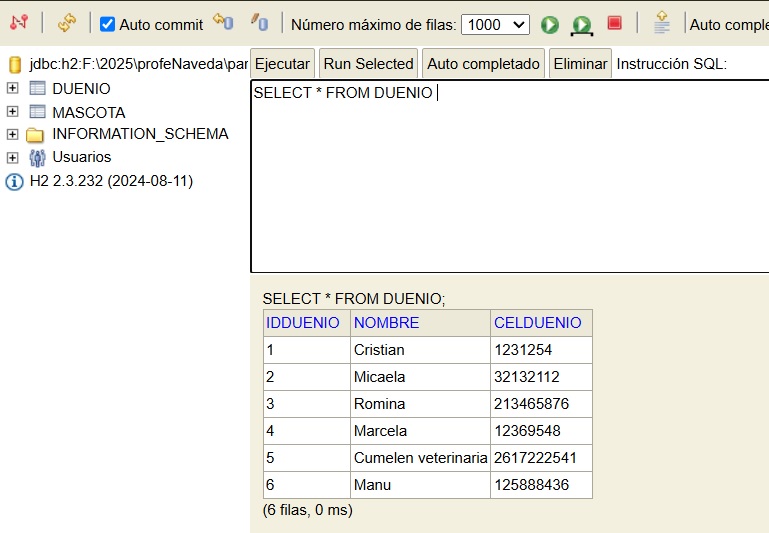 Auto commit Número máximo de filas: 1000 Auto comple
jdbc:h2:F:\2025\profeNaveda\par Ejecutar Run Selected Auto completado Eliminar Instrucción SQL:
DUENIO
MASCOTA
INFORMATION_SCHEMA
Usuarios
H2 2.3.232 (2024-08-11)
SELECT * FROM DUENIO
SELECT * FROM DUENIO;
IDDUENIO NOMBRE CELDUENIO
1 Cristian 1231254
2 Micaela 32132112
3 Romina 213465876
4 Marcela 12369548
5 Cumelen veterinaria 2617222541
6 Manu 125888436
(6 filas, 0 ms)